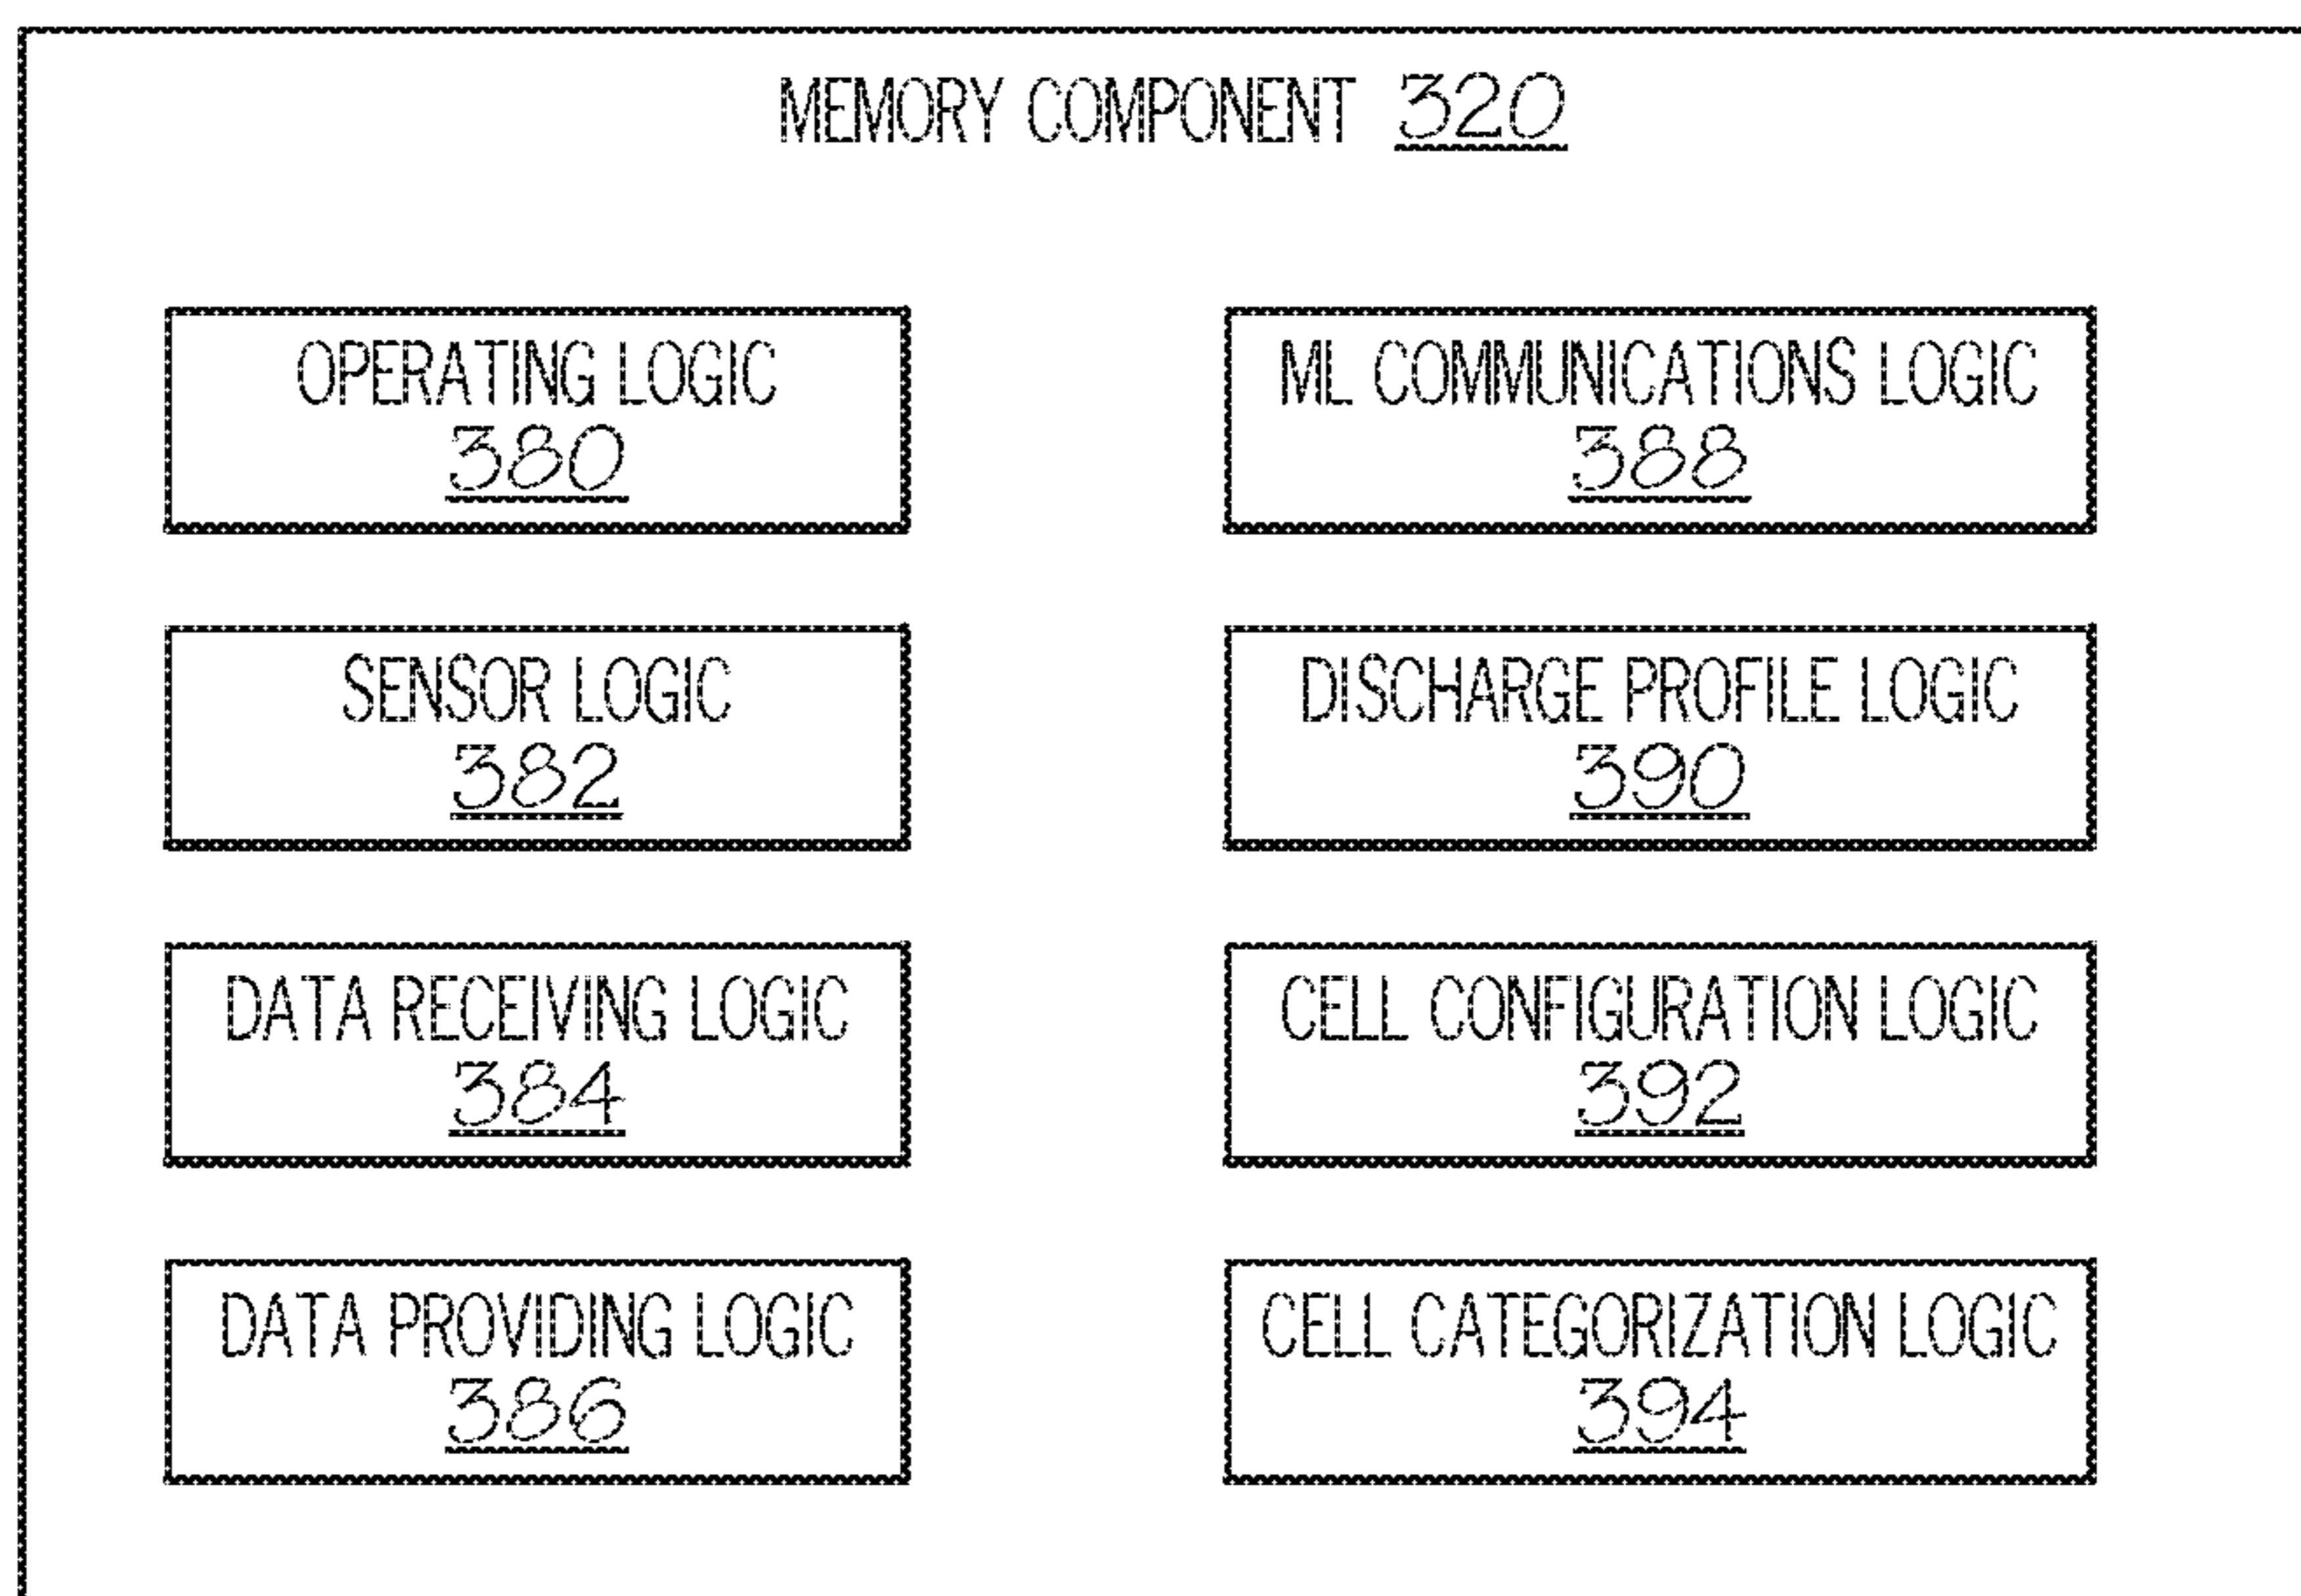 MEMORY COMPONENT 320
OPERATING LOGIC
380
SENSOR LOGIC
382
DATA RECEIVING LOGIC
384
DATA PROVIDING LOGIC
386
ML COMMUNICATIONS LOGIC
388
DISCHARGE PROFILE LOGIC
390
CELL CONFIGURATION LOGIC
392
CELL CATEGORIZATION LOGIC
394